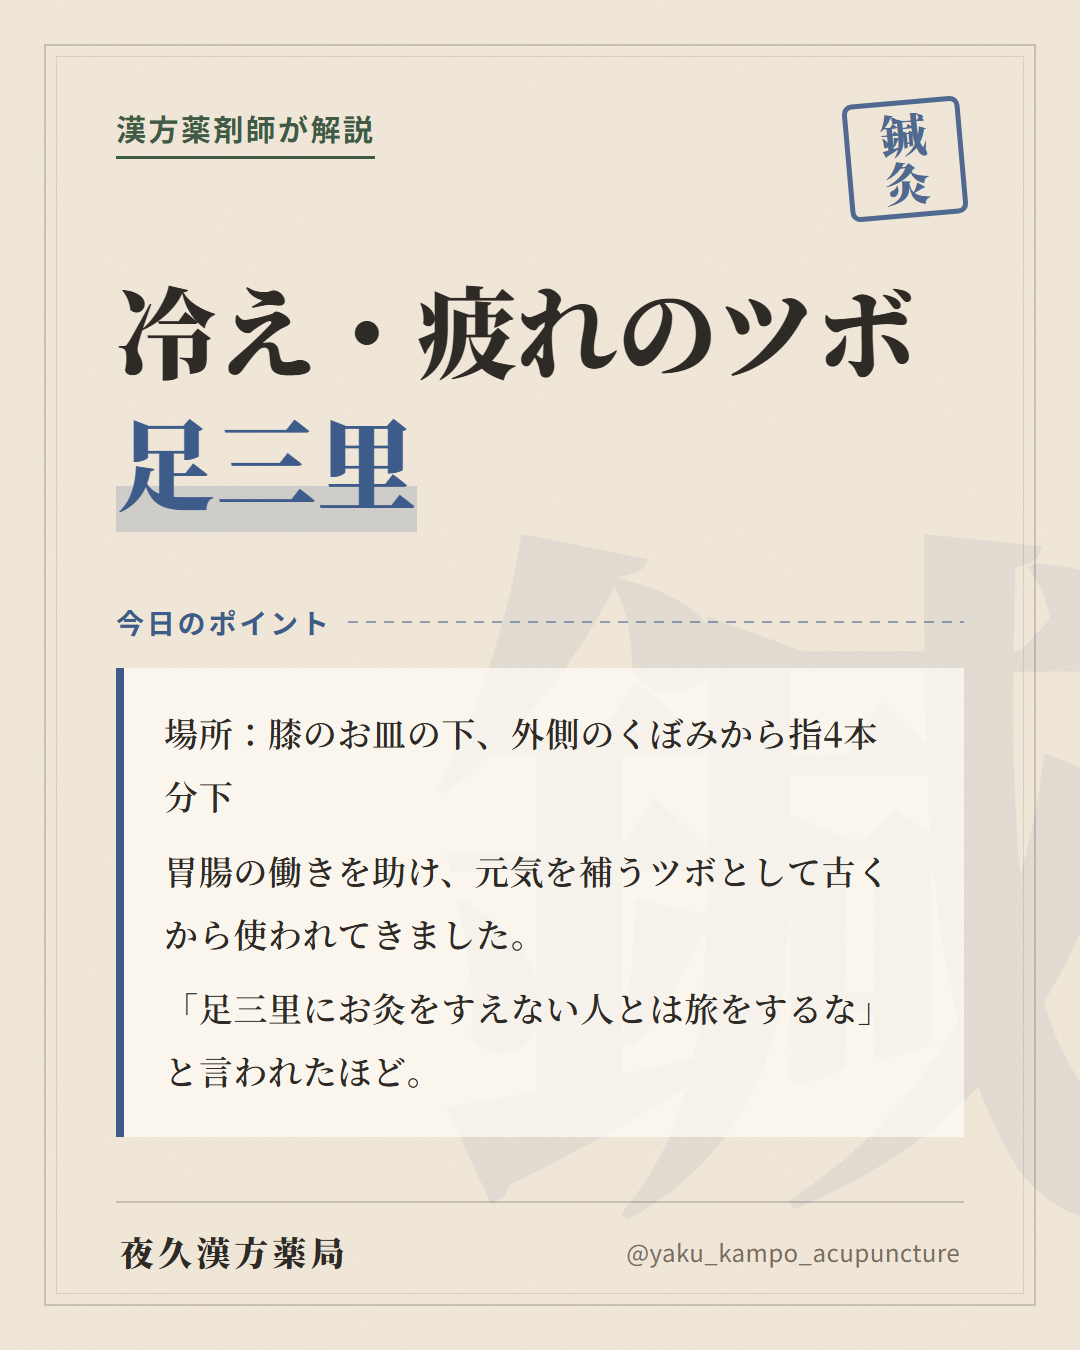 漢方薬剤師が解説
鍼
灸
冷え・疲れのツボ
足三里
今日のポイント
場所：膝のお皿の下、外側のくぼみから指4本
分下
胃腸の働きを助け、元気を補うツボとして古く
から使われてきました。
「足三里にお灸をすえない人とは旅をするな」
と言われたほど。
夜久漢方薬局
@yaku_kampo_acupuncture
鍼